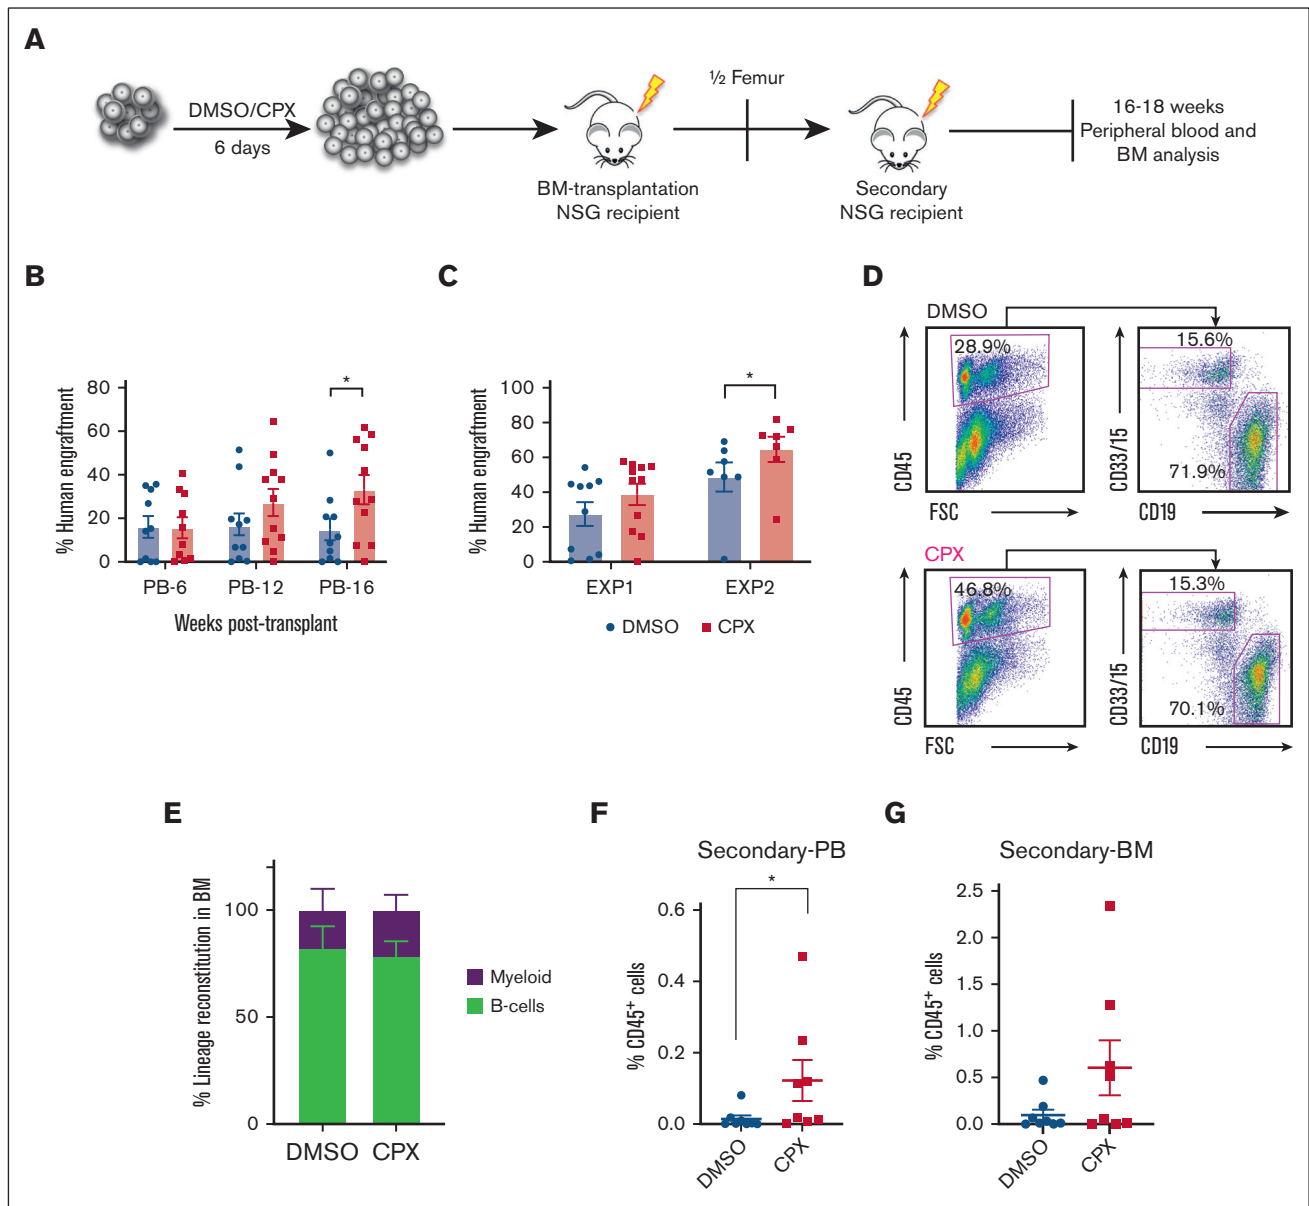 A
DMSO/CPX
6 days
BM-transplantation
NSG recipient
½ Femur
Secondary
NSG recipient
16-18 weeks
Peripheral blood and
BM analysis
B
% Human engraftment
80
60
40
20
0
*
PB-6
PB-12
PB-16
Weeks post-transplant
C
% Human engraftment
100
80
60
40
20
0
*
EXP1
EXP2
DMSO
CPX
D
DMSO
28.9%
CD45
FSC
15.6%
71.9%
CD33/15
CD19
CPX
46.8%
CD45
FSC
15.3%
70.1%
CD33/15
CD19
E
% Lineage reconstitution in BM
100
50
0
DMSO
CPX
Myeloid
B-cells
F
Secondary-PB
% CD45+ cells
0.6
0.4
0.2
0.0
*
DMSO
CPX
G
Secondary-BM
% CD45+ cells
2.5
2.0
1.5
1.0
0.5
0.0
DMSO
CPX